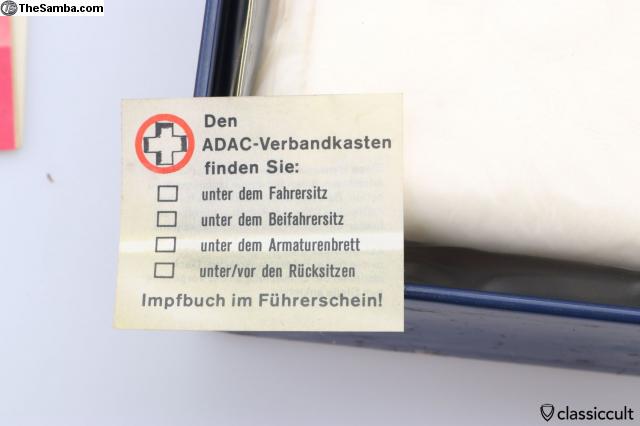 TheSamba.com
Den
ADAC-Verbandkasten
finden Sie:
unter dem Fahrersitz
unter dem Beifahrersitz
unter dem Armaturenbrett
unter/vor den Rücksitzen
Impfbuch im Führerschein!
classiccult